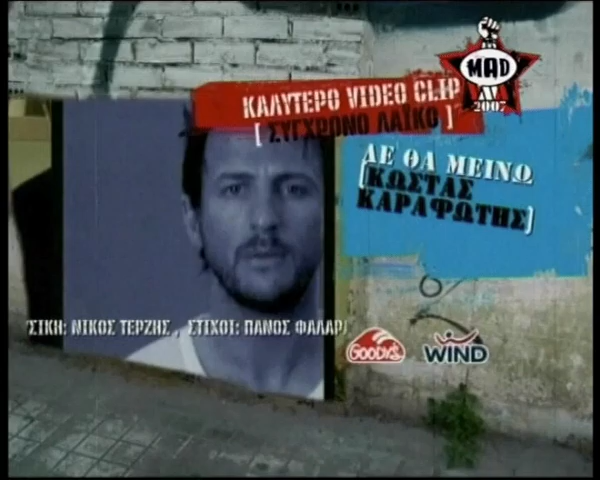 MAD
2007
ΚΑΛΥΤΕΡΟ VIDEO CLIP
[ ΣΥΓΧΡΟΝΟ ΛΑΪΚΟ ]
ΔΕ ΘΑ ΜΕΙΝΩ
[ΚΩΣΤΑΣ
ΚΑΡΑΦΩΤΗΣ]
ΣΙΚΗ: ΝΙΚΟΣ ΤΕΡΖΗΣ , ΣΤΙΧΟΙ: ΠΑΝΟΣ ΦΑΛΑΡ
GOODYS
WIND